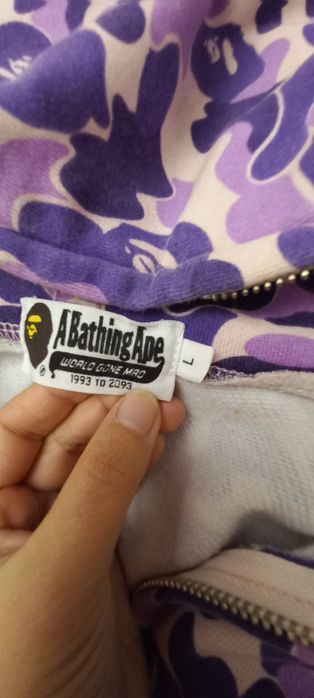 A Bathing Ape
WORLD GONE MAD
1993 TO 2093
L